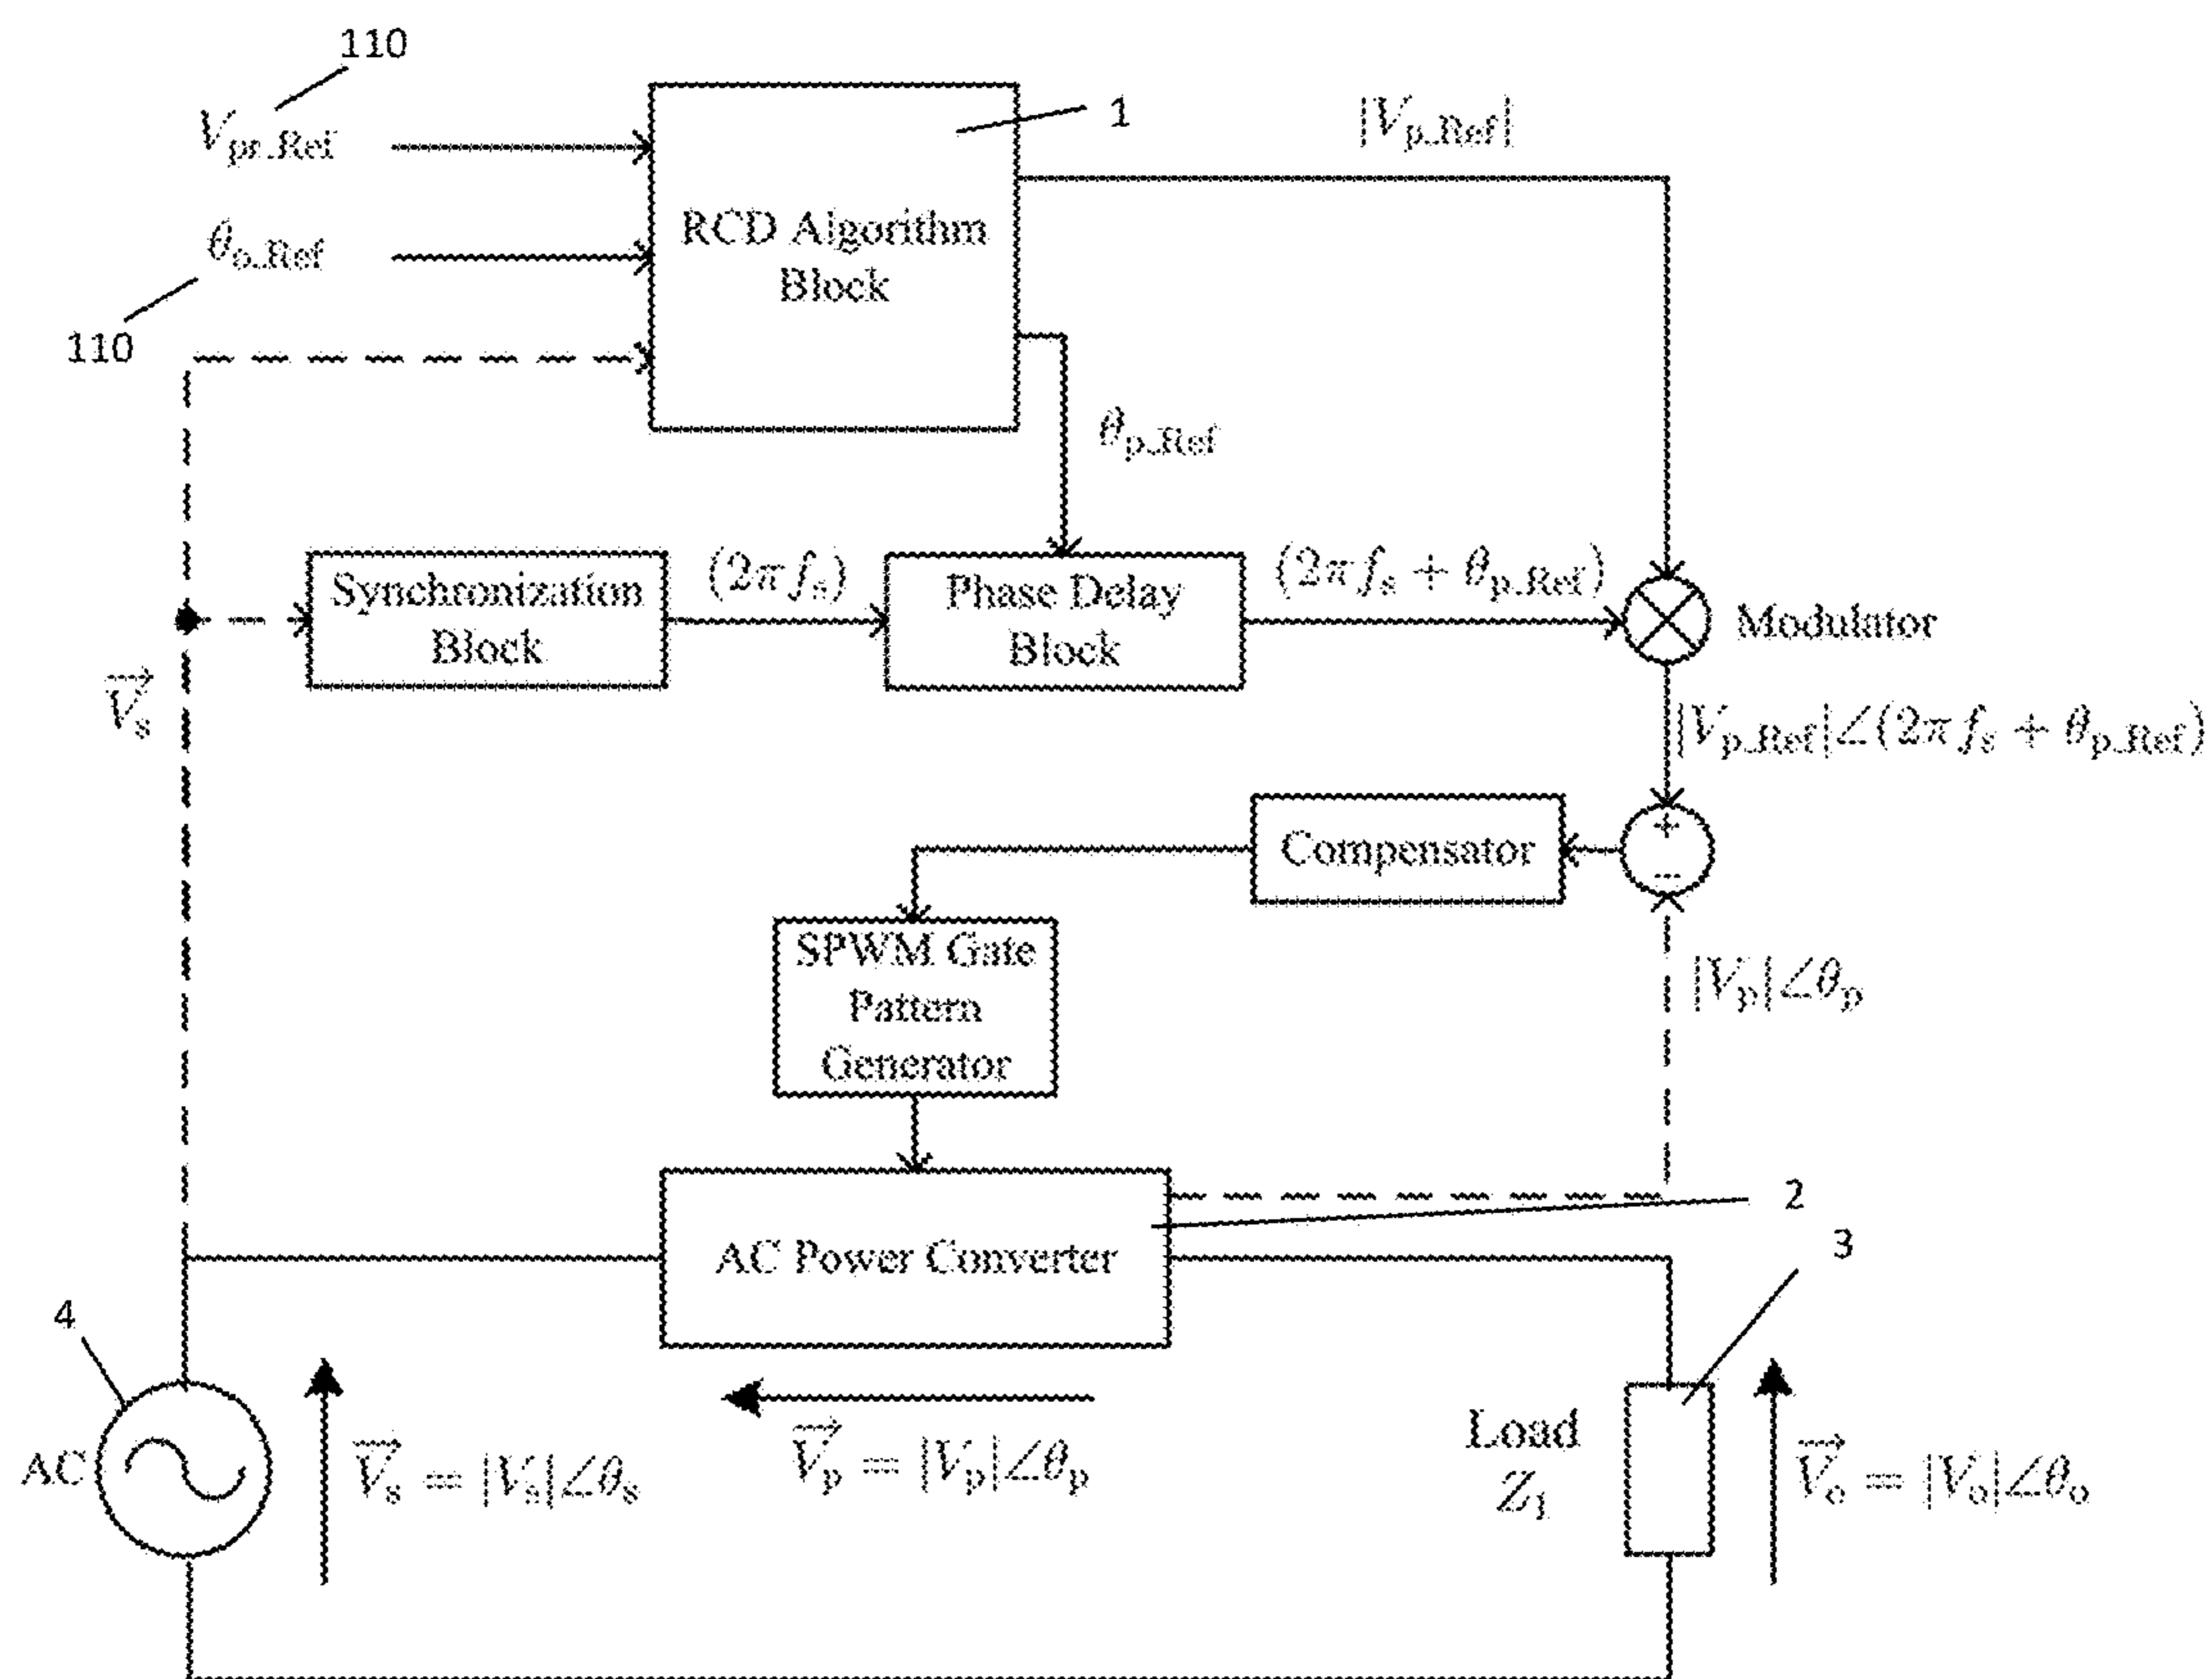 110
V_pr_Ref
θ_o_Ref
110
1
RCD Algorithm
Block
|V_p_Ref|
θ_p_Ref
Synchronization
Block
(2πf_s)
Phase Delay
Block
(2πf_s + θ_p_Ref)
Modulator
V_s
|V_p_Ref|∠(2πf_s + θ_p_Ref)
+
−
Compensator
SPWM Gate
Pattern
Generator
|V_p|∠θ_p
AC Power Converter
2
3
4
AC
V_s = |V_s|∠θ_s
V_p = |V_p|∠θ_p
Load
Z_l
V_o = |V_o|∠θ_o